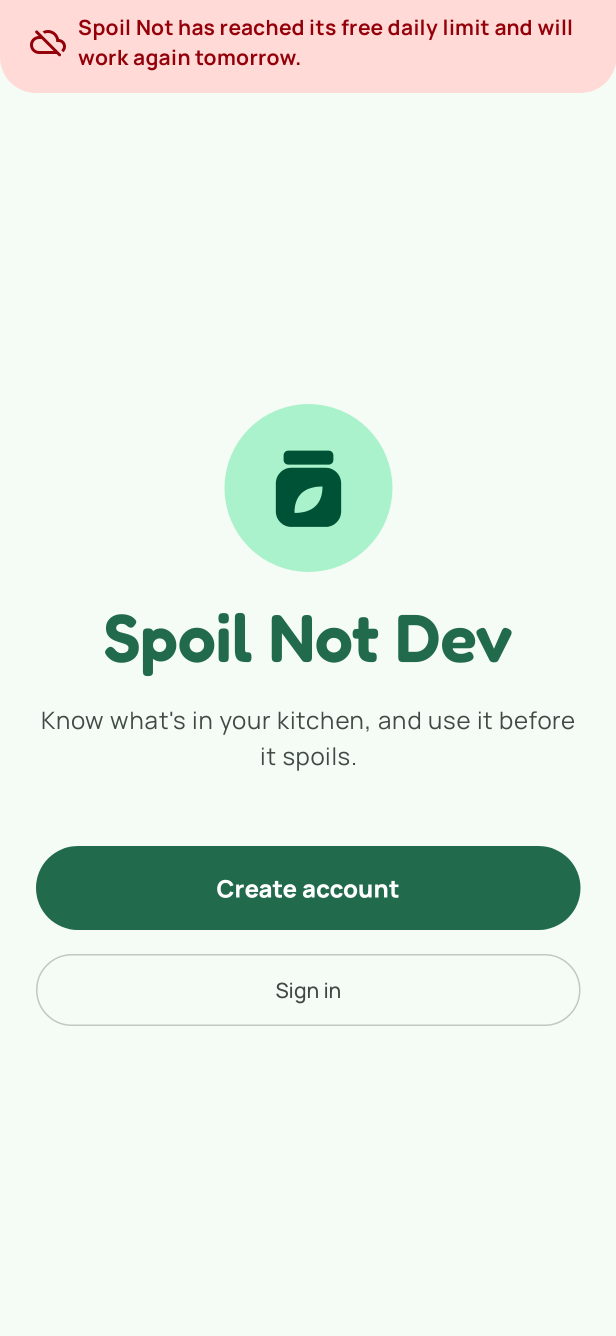 Spoil Not has reached its free daily limit and will
work again tomorrow.
Spoil Not Dev
Know what's in your kitchen, and use it before
it spoils.
Create account
Sign in